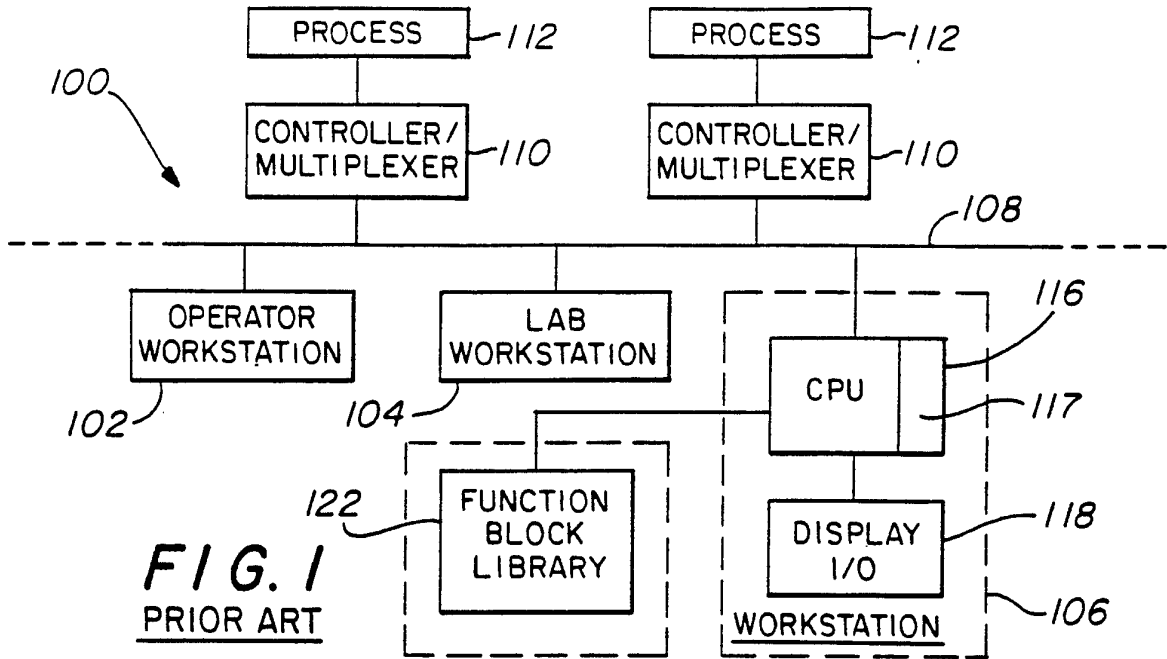 PROCESS
112
PROCESS
112
100
CONTROLLER/
MULTIPLEXER
110
CONTROLLER/
MULTIPLEXER
110
108
OPERATOR
WORKSTATION
102
LAB
WORKSTATION
104
116
CPU
117
FUNCTION
BLOCK
LIBRARY
122
DISPLAY
I/O
118
WORKSTATION
106
FIG. 1
PRIOR ART